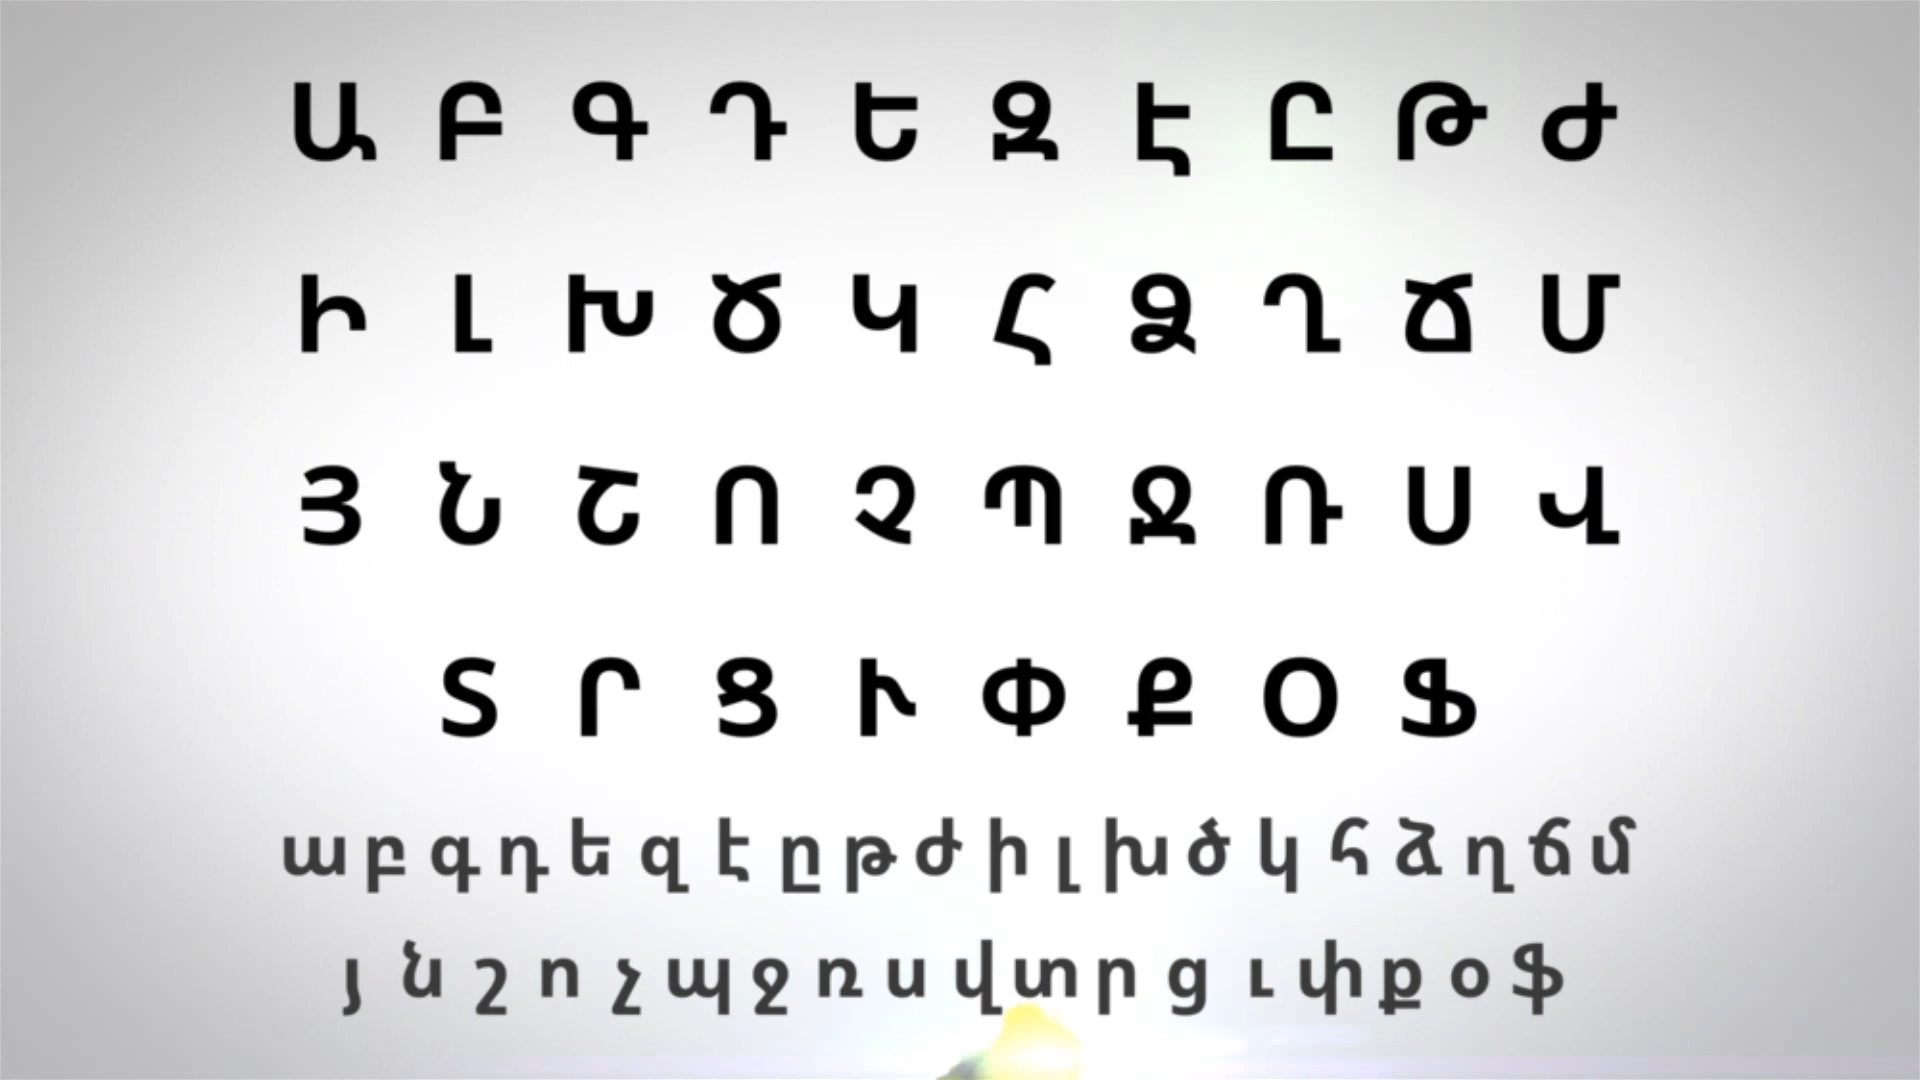 Ա Բ Գ Դ Ե Զ Է Ը Թ Ժ
Ի Լ Խ Ծ Կ Հ Ձ Ղ Ճ Մ
Յ Ն Շ Ո Չ Պ Ջ Ռ Ս Վ
Տ Ր Ց Ւ Փ Ք Օ Ֆ
ա բ գ դ ե զ է ը թ ժ ի լ խ ծ կ հ ձ ղ ճ մ
յ ն շ ո չ պ ջ ռ ս վ տ ր ց ւ փ ք օ ֆ